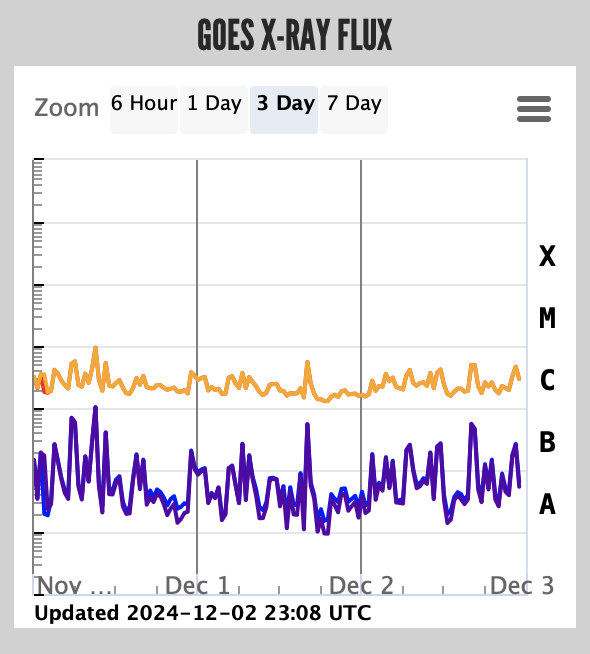 GOES X-RAY FLUX
Zoom 6 Hour 1 Day 3 Day 7 Day
X
M
C
B
A
Nov ... Dec 1 Dec 2 Dec 3
Updated 2024-12-02 23:08 UTC